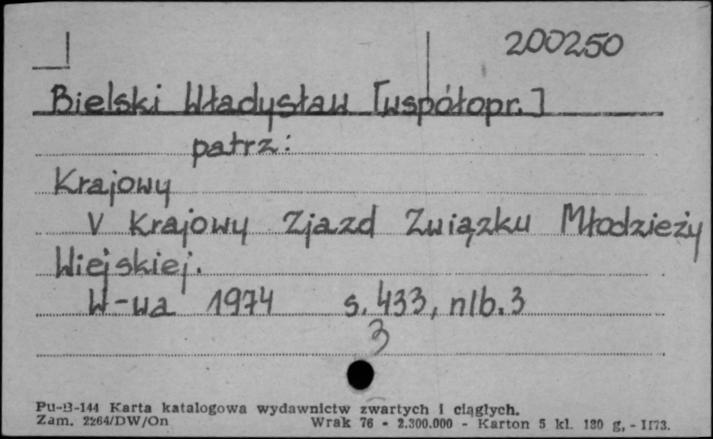 200250
Bielski Władysław [współopr.]
patrz:
Krajowy
V Krajowy Zjazd Związku Młodzieży
Wiejskiej.
W-wa 1974 s. 433, nlb. 3
3
Pu-B-144 Karta katalogowa wydawnictw zwartych i ciągłych.
Zam. 2264/DW/On Wrak 76 - 2.300.000 - Karton 5 kl. 180 g, - II73.